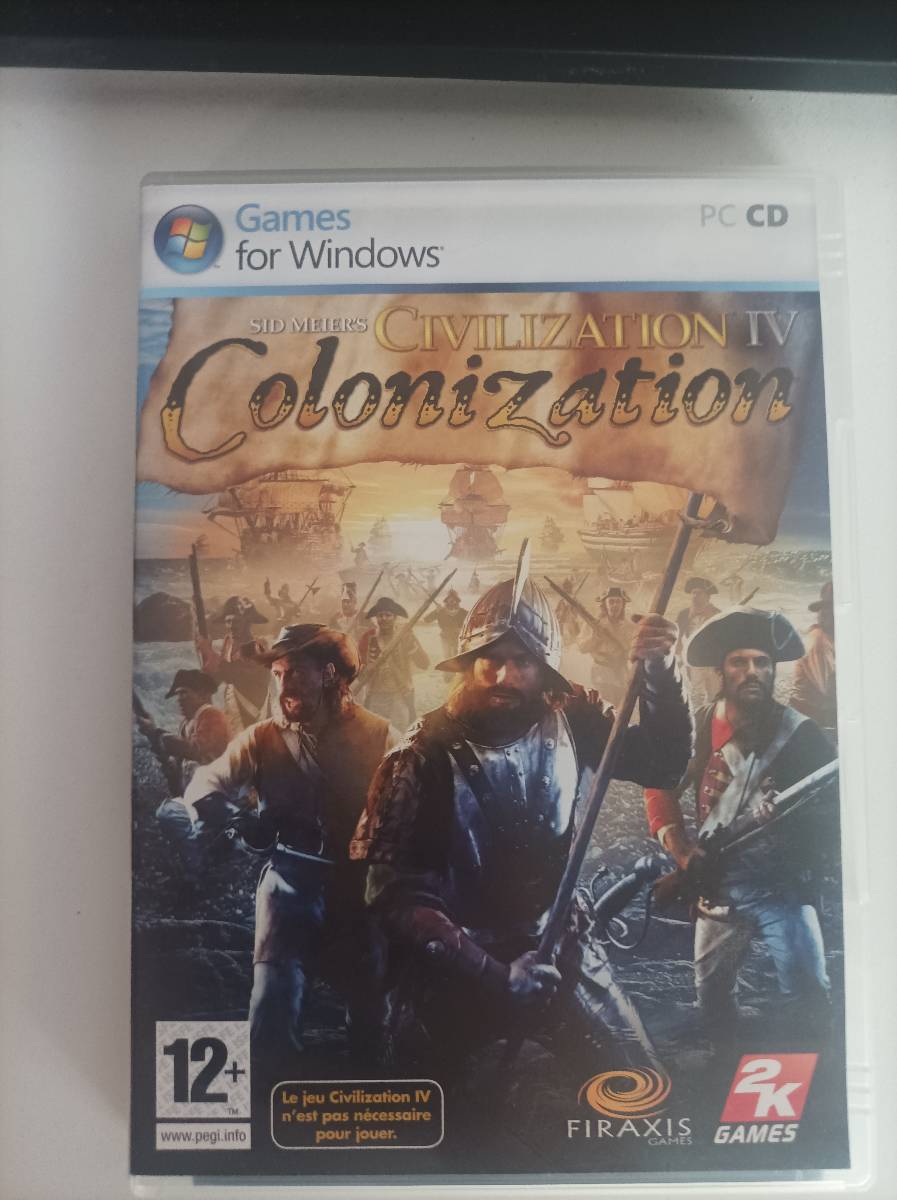 Games
for Windows®
PC CD
SID MEIER'S CIVILIZATION IV
Colonization
12+
www.pegi.info
Le jeu Civilization IV
n'est pas nécessaire
pour jouer.
FIRAXIS
GAMES
2K
GAMES